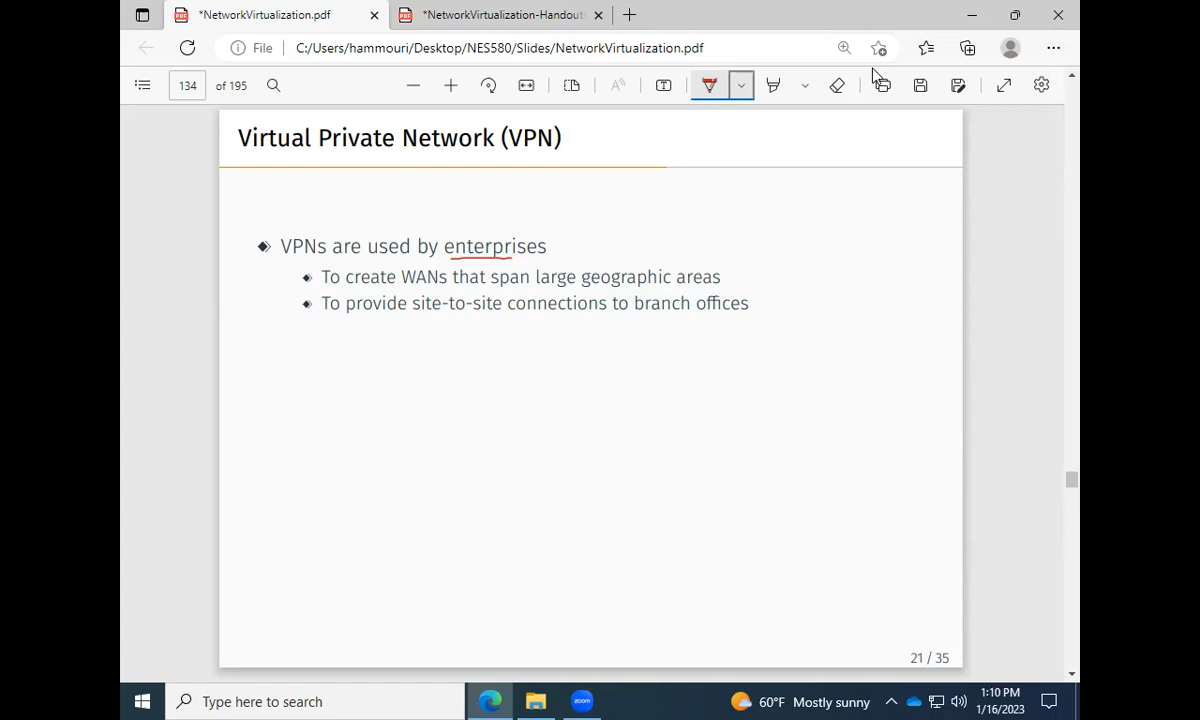 *NetworkVirtualization.pdf
*NetworkVirtualization-Handout
File
C:/Users/hammouri/Desktop/NES580/Slides/NetworkVirtualization.pdf
134 of 195
Virtual Private Network (VPN)
VPNs are used by enterprises
To create WANs that span large geographic areas
To provide site-to-site connections to branch offices
21 / 35
Type here to search
zoom
60°F Mostly sunny
1:10 PM
1/16/2023